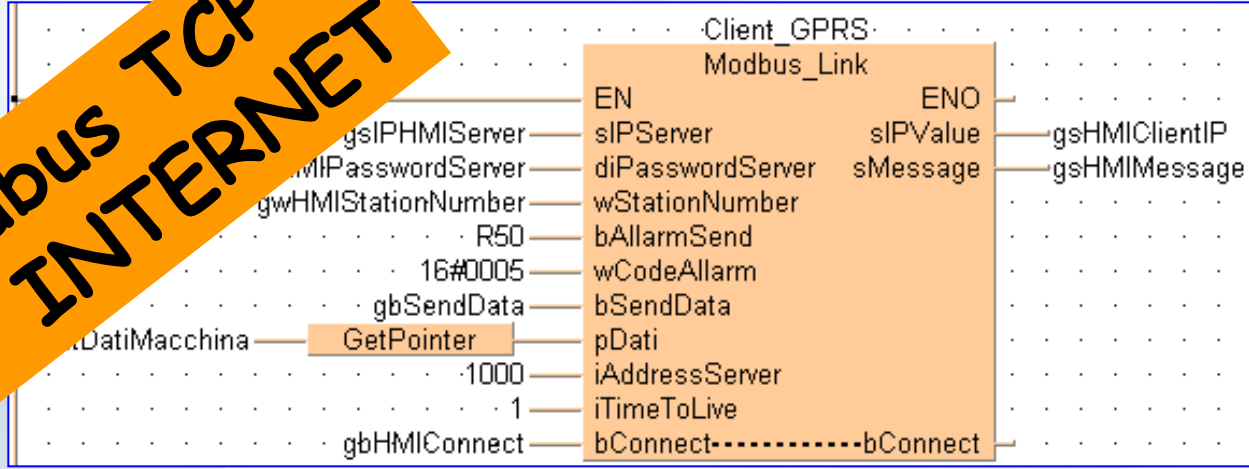 TCP
INTERNET
Client_GPRS
Modbus_Link
EN ENO
gsIPHMIServer sIPServer sIPValue gsHMIClientIP
diPasswordServer sMessage gsHMIMessage
gwHMIStationNumber wStationNumber
R50 bAllarmSend
16#0005 wCodeAllarm
gbSendData bSendData
GetPointer pDati
1000 iAddressServer
1 iTimeToLive
gbHMIConnect bConnect bConnect